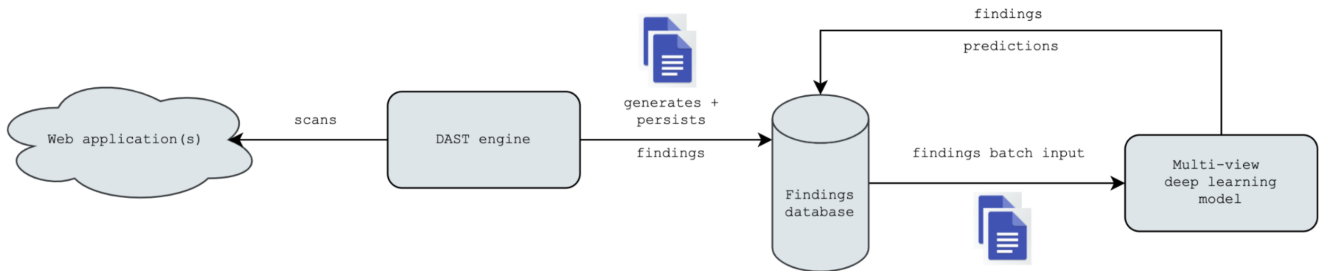 Web application(s)
scans
DAST engine
generates +
persists
findings
Findings
database
findings
predictions
findings batch input
Multi-view
deep learning
model